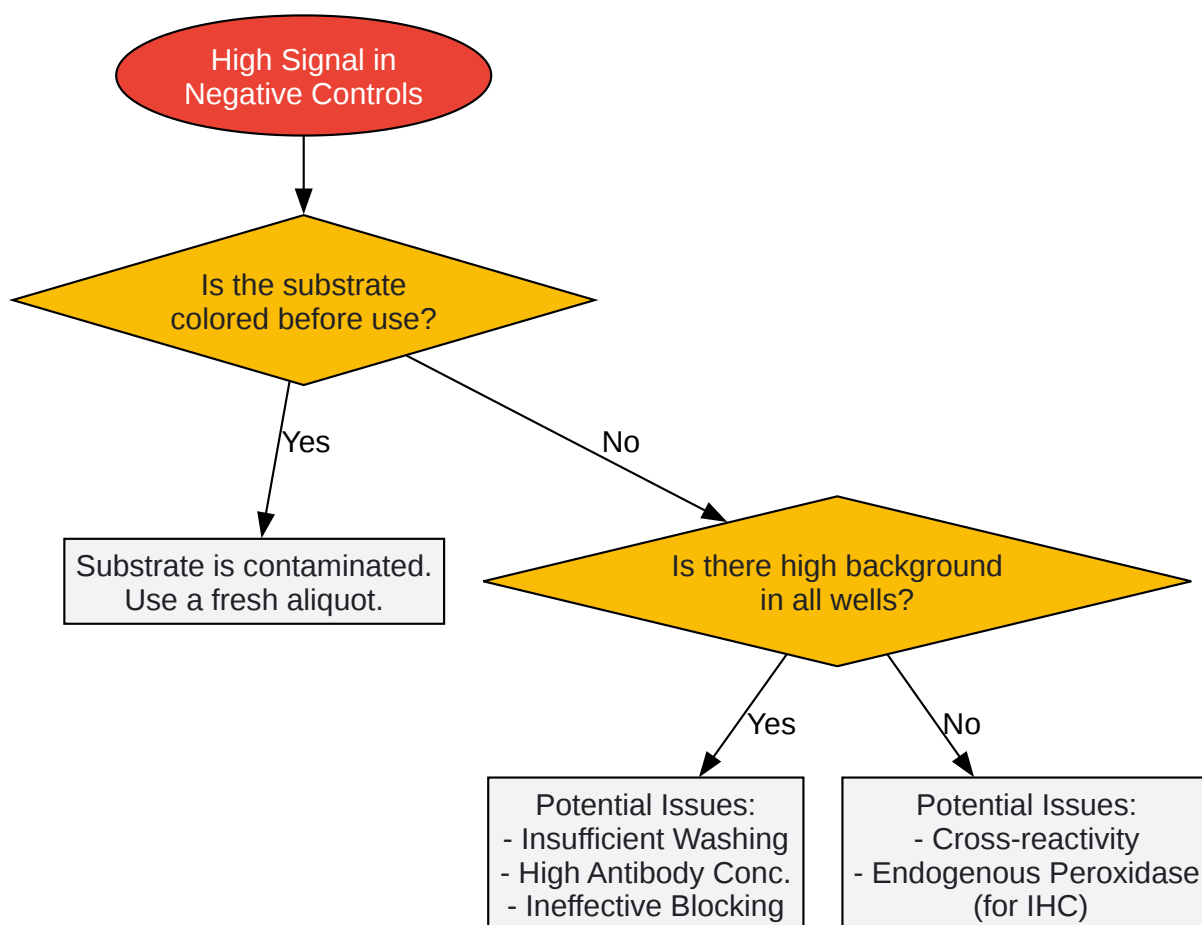 High Signal in
Negative Controls
Is the substrate
colored before use?
Yes
No
Substrate is contaminated.
Use a fresh aliquot.
Is there high background
in all wells?
Yes
No
Potential Issues:
- Insufficient Washing
- High Antibody Conc.
- Ineffective Blocking
Potential Issues:
- Cross-reactivity
- Endogenous Peroxidase
(for IHC)